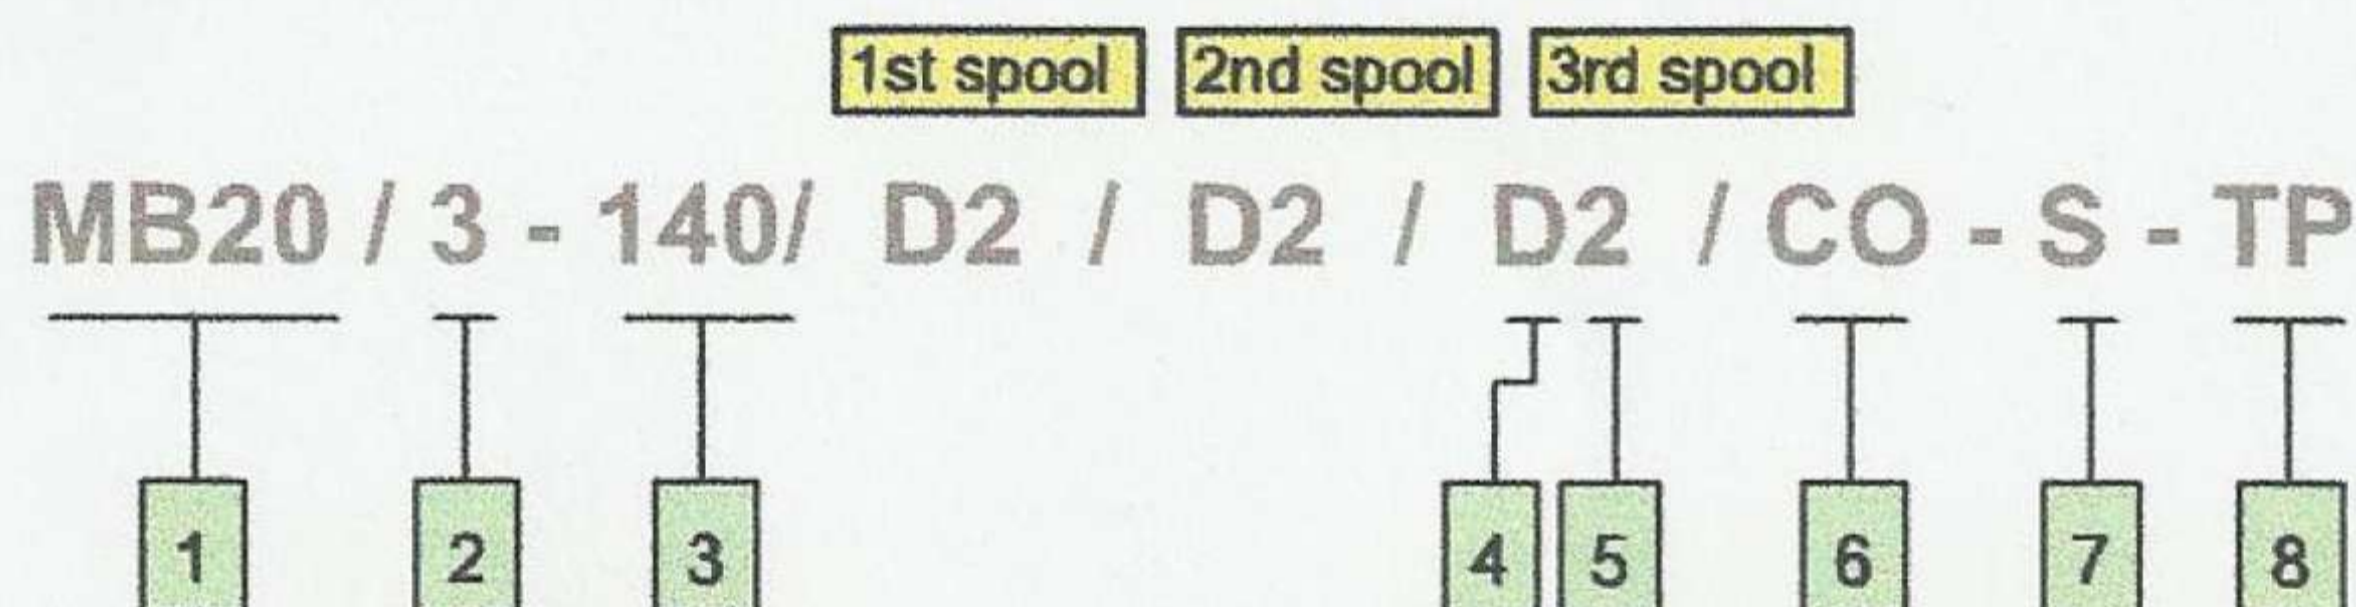 1st spool 2nd spool 3rd spool
MB20 / 3 - 140/ D2 / D2 / D2 / CO - S - TP
1 2 3 4 5 6 7 8